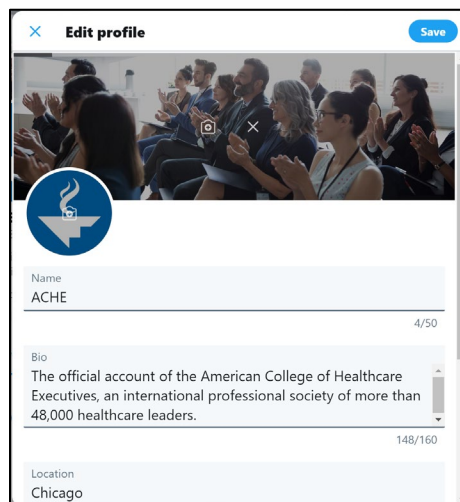 Edit profile
Save
Name
ACHE
4/50
Bio
The official account of the American College of Healthcare
Executives, an international professional society of more than
48,000 healthcare leaders.
148/160
Location
Chicago